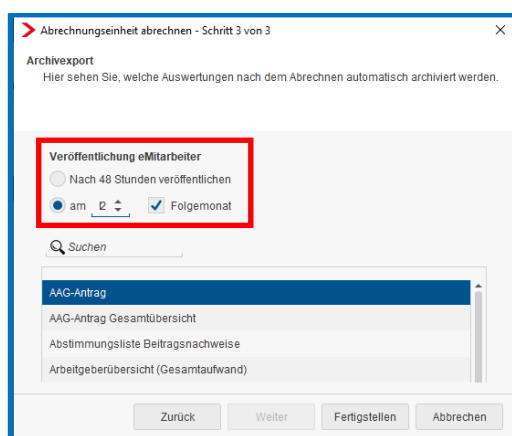 Abrechnungseinheit abrechnen - Schritt 3 von 3
Archivexport
Hier sehen Sie, welche Auswertungen nach dem Abrechnen automatisch archiviert werden.
Veröffentlichung eMitarbeiter
Nach 48 Stunden veröffentlichen
am Folgemonat
Suchen
AAG-Antrag
AAG-Antrag Gesamtübersicht
Abstimmungsliste Beitragsnachweise
Arbeitgeberübersicht (Gesamtaufwand)
Zurück Weiter Fertigstellen Abbrechen